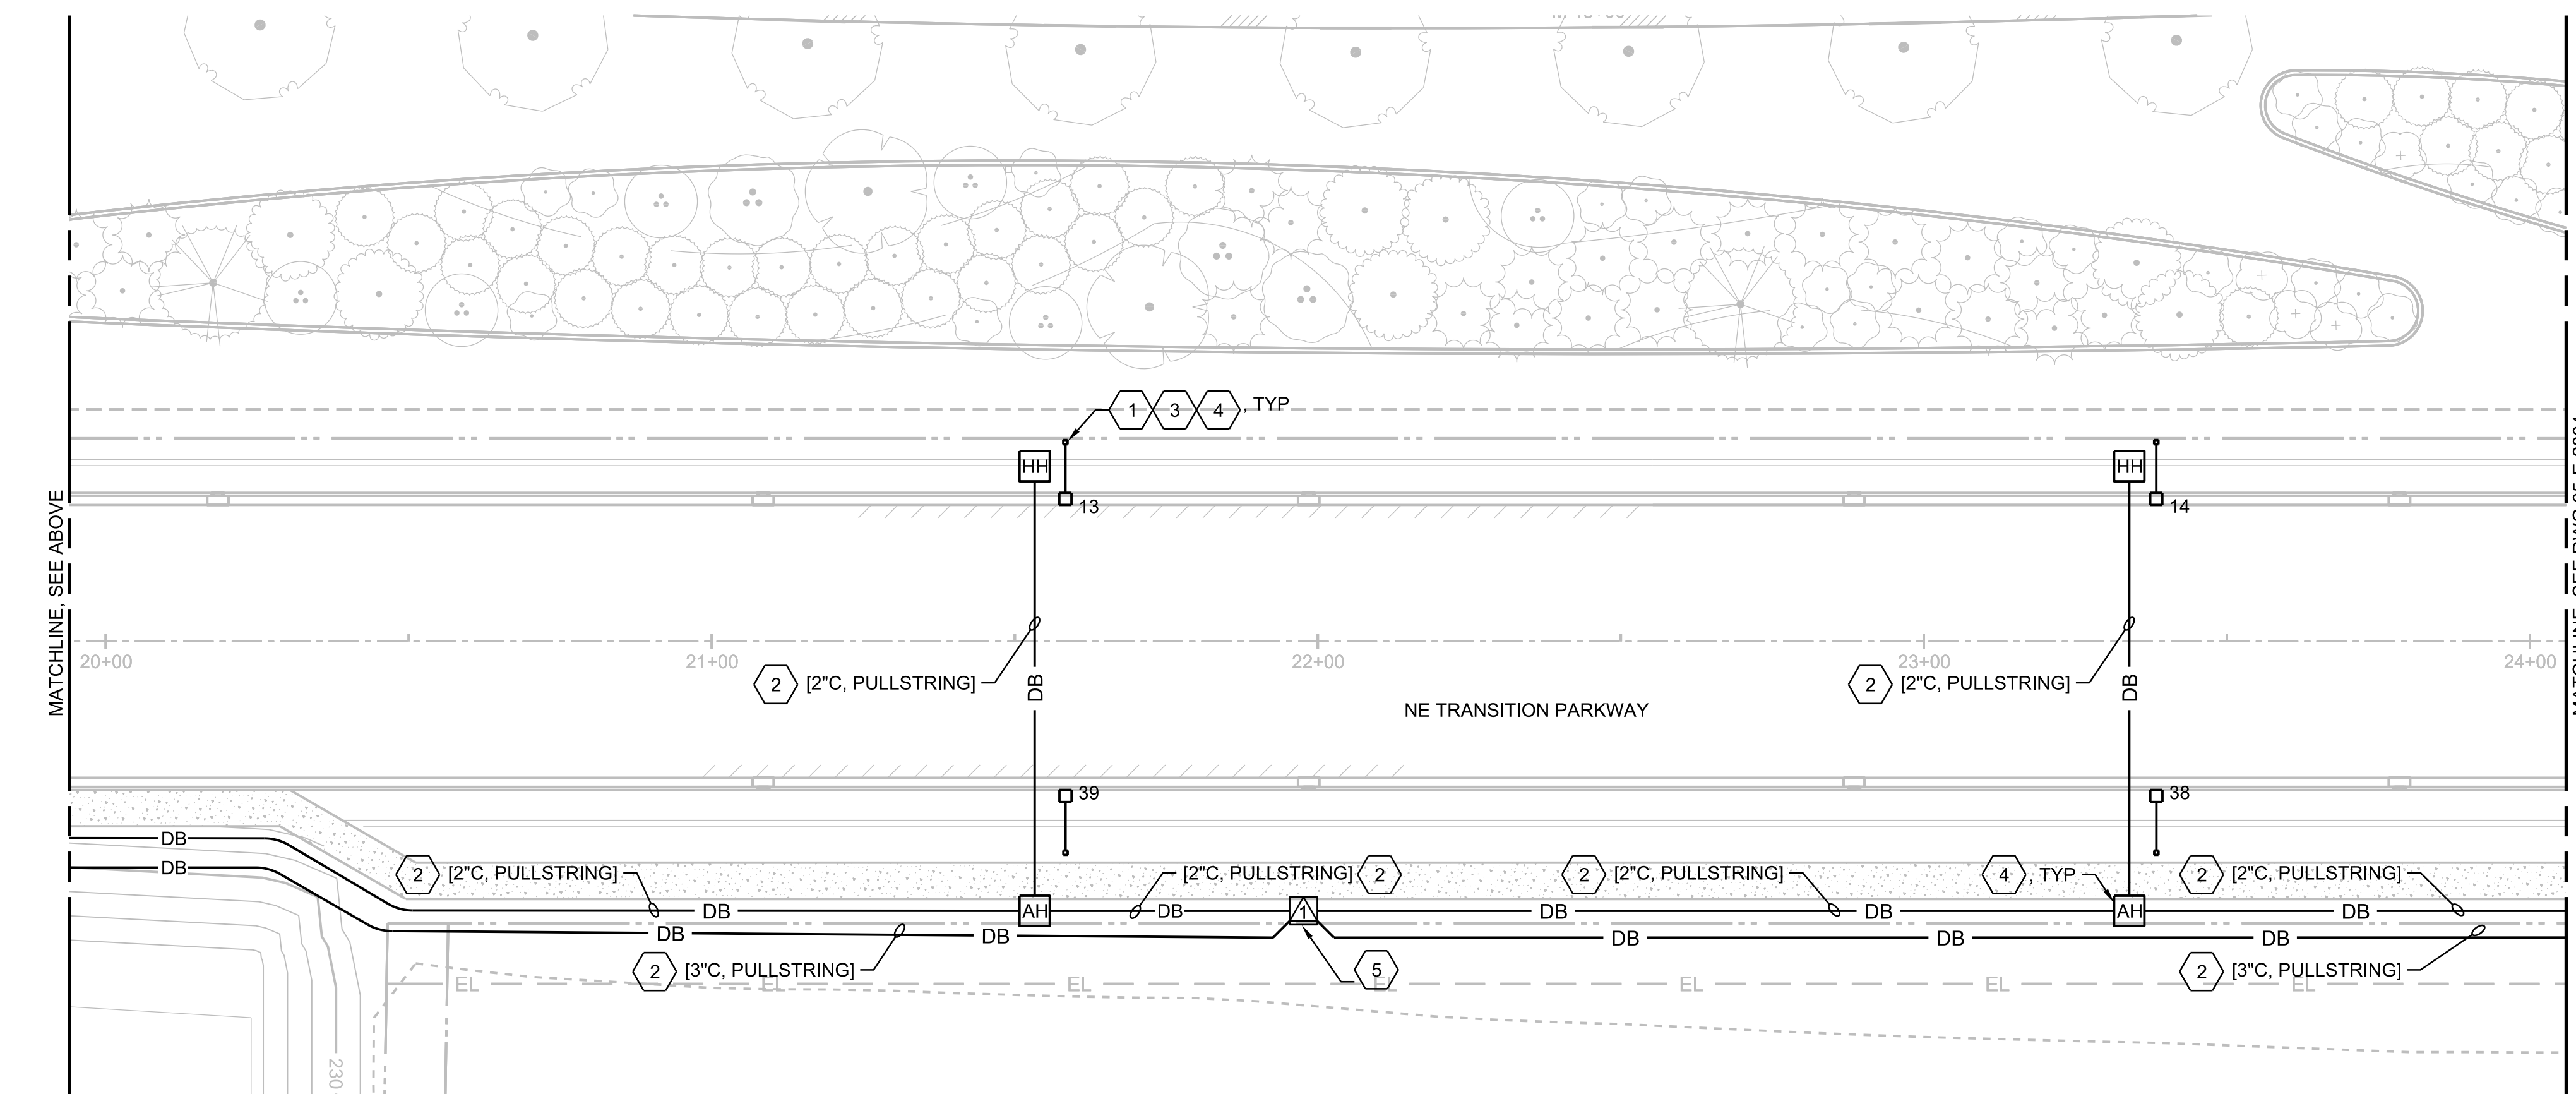 1 3 4 , TYP
HH
13
HH
14
MATCHLINE, SEE ABOVE
20+00
21+00
22+00
23+00
24+00
2 [2"C, PULLSTRING]
DB
2 [2"C, PULLSTRING]
DB
NE TRANSITION PARKWAY
39
38
DB
DB
2 [2"C, PULLSTRING]
[2"C, PULLSTRING] 2
2 [2"C, PULLSTRING]
4 , TYP
2 [2"C, PULLSTRING]
DB
AH
DB
1
DB
DB
AH
DB
DB
DB
DB
DB
DB
2 [3"C, PULLSTRING]
5
2 [3"C, PULLSTRING]
EL
EL
EL
EL
EL
EL
EL
230